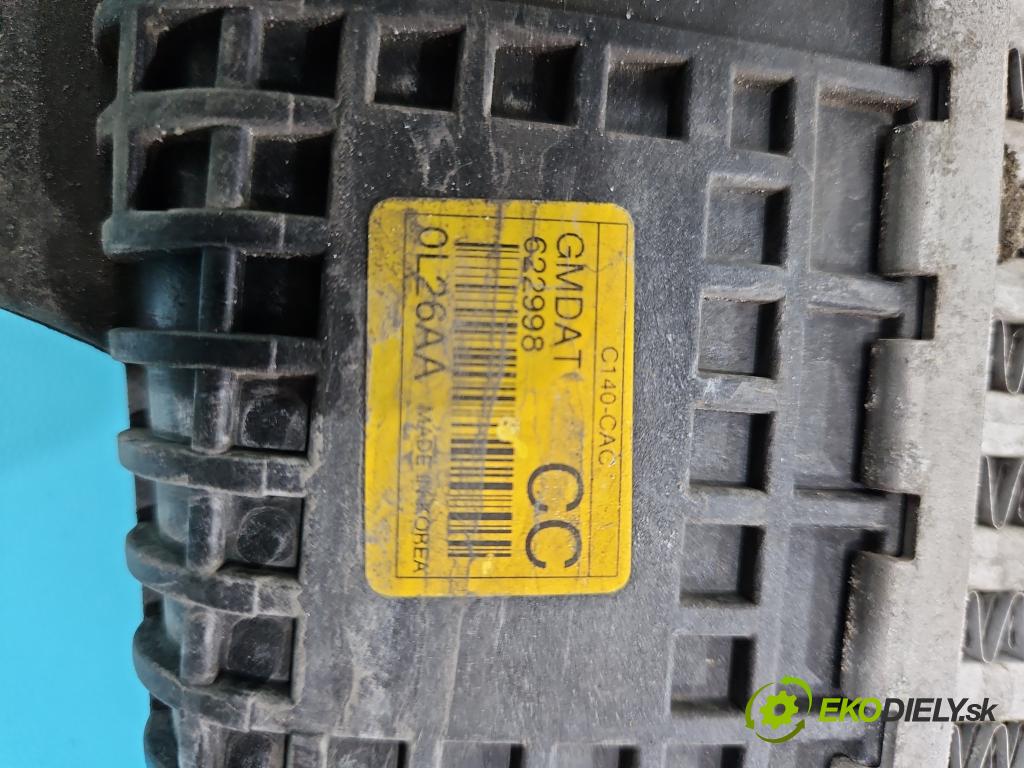 C140-CAC
GMDAT CC
622998
0L26AA MADE IN KOREA
EKODIELY.sk